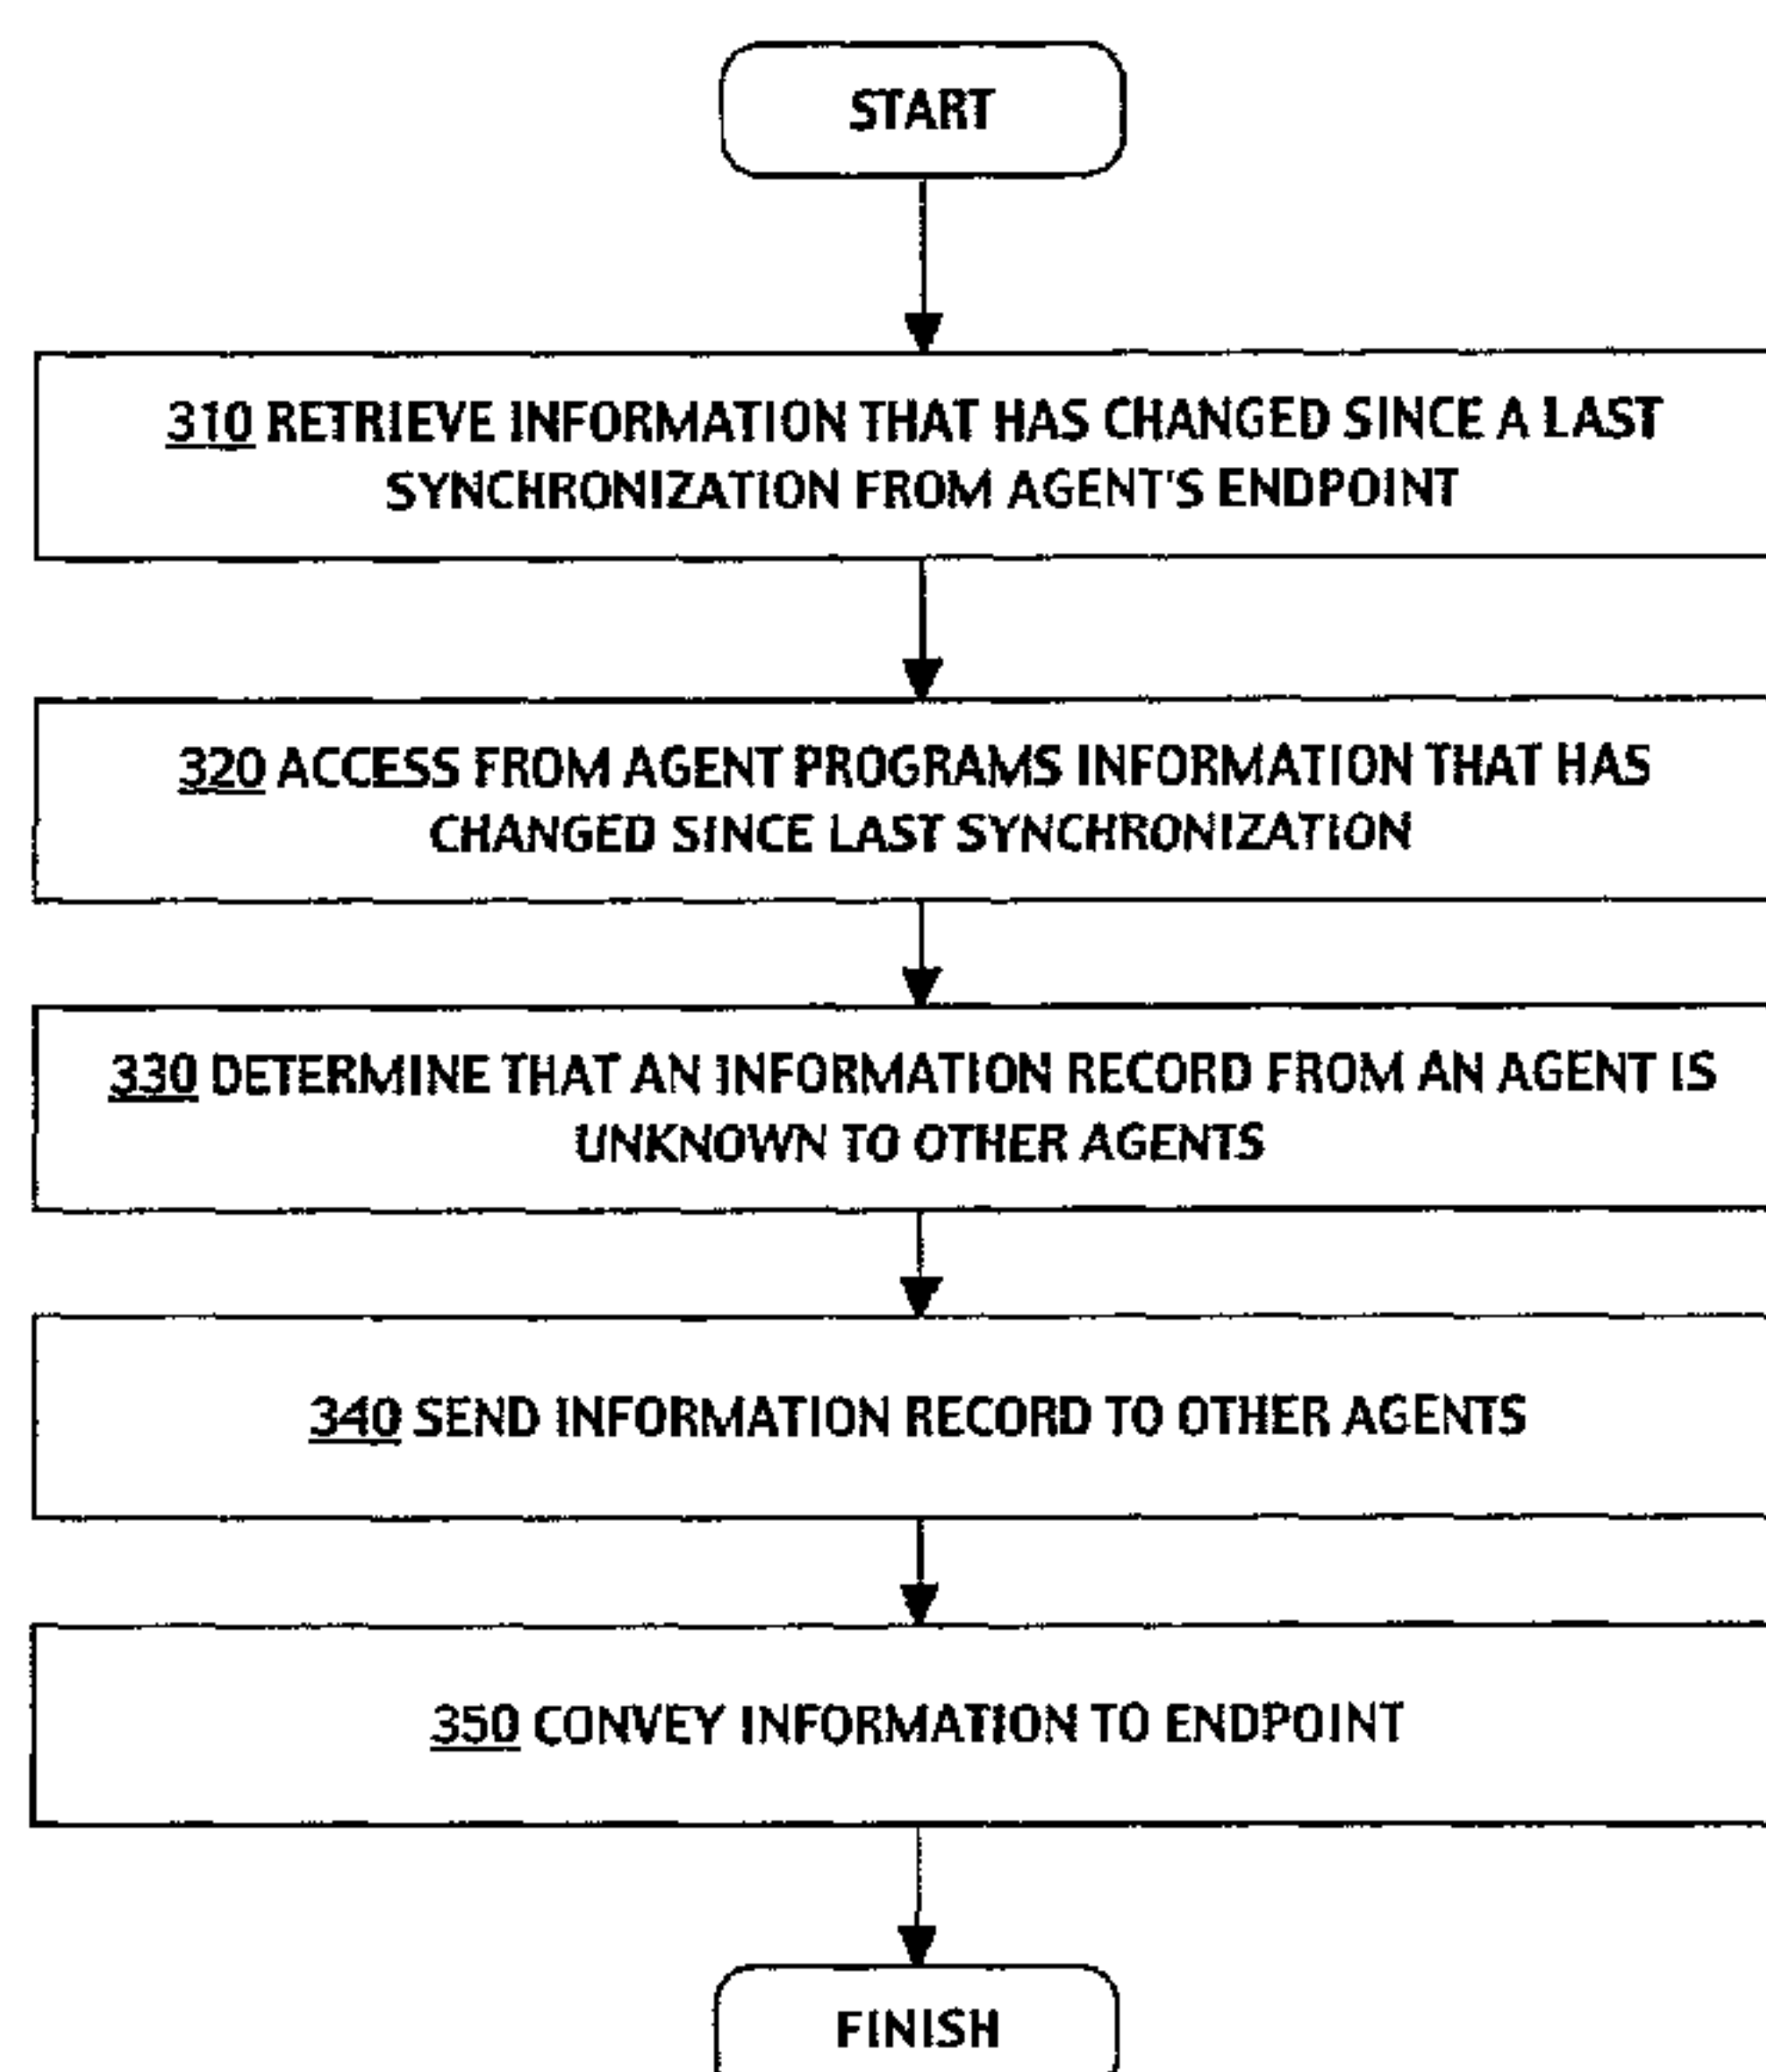 START
310 RETRIEVE INFORMATION THAT HAS CHANGED SINCE A LAST
SYNCHRONIZATION FROM AGENT'S ENDPOINT
320 ACCESS FROM AGENT PROGRAMS INFORMATION THAT HAS
CHANGED SINCE LAST SYNCHRONIZATION
330 DETERMINE THAT AN INFORMATION RECORD FROM AN AGENT IS
UNKNOWN TO OTHER AGENTS
340 SEND INFORMATION RECORD TO OTHER AGENTS
350 CONVEY INFORMATION TO ENDPOINT
FINISH